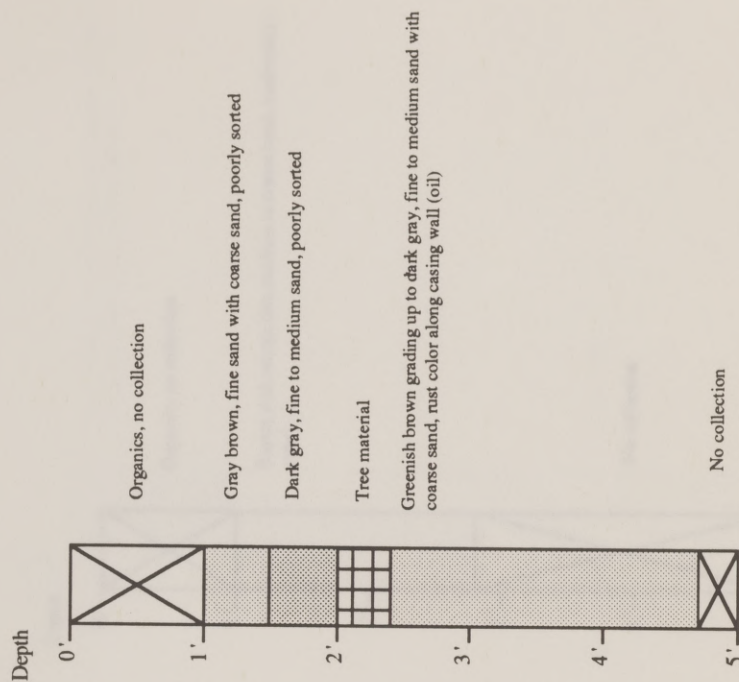 Depth
0'
Organics, no collection
1'
Gray brown, fine sand with coarse sand, poorly sorted
Dark gray, fine to medium sand, poorly sorted
2'
Tree material
Greenish brown grading up to dark gray, fine to medium sand with
coarse sand, rust color along casing wall (oil)
3'
4'
No collection
5'